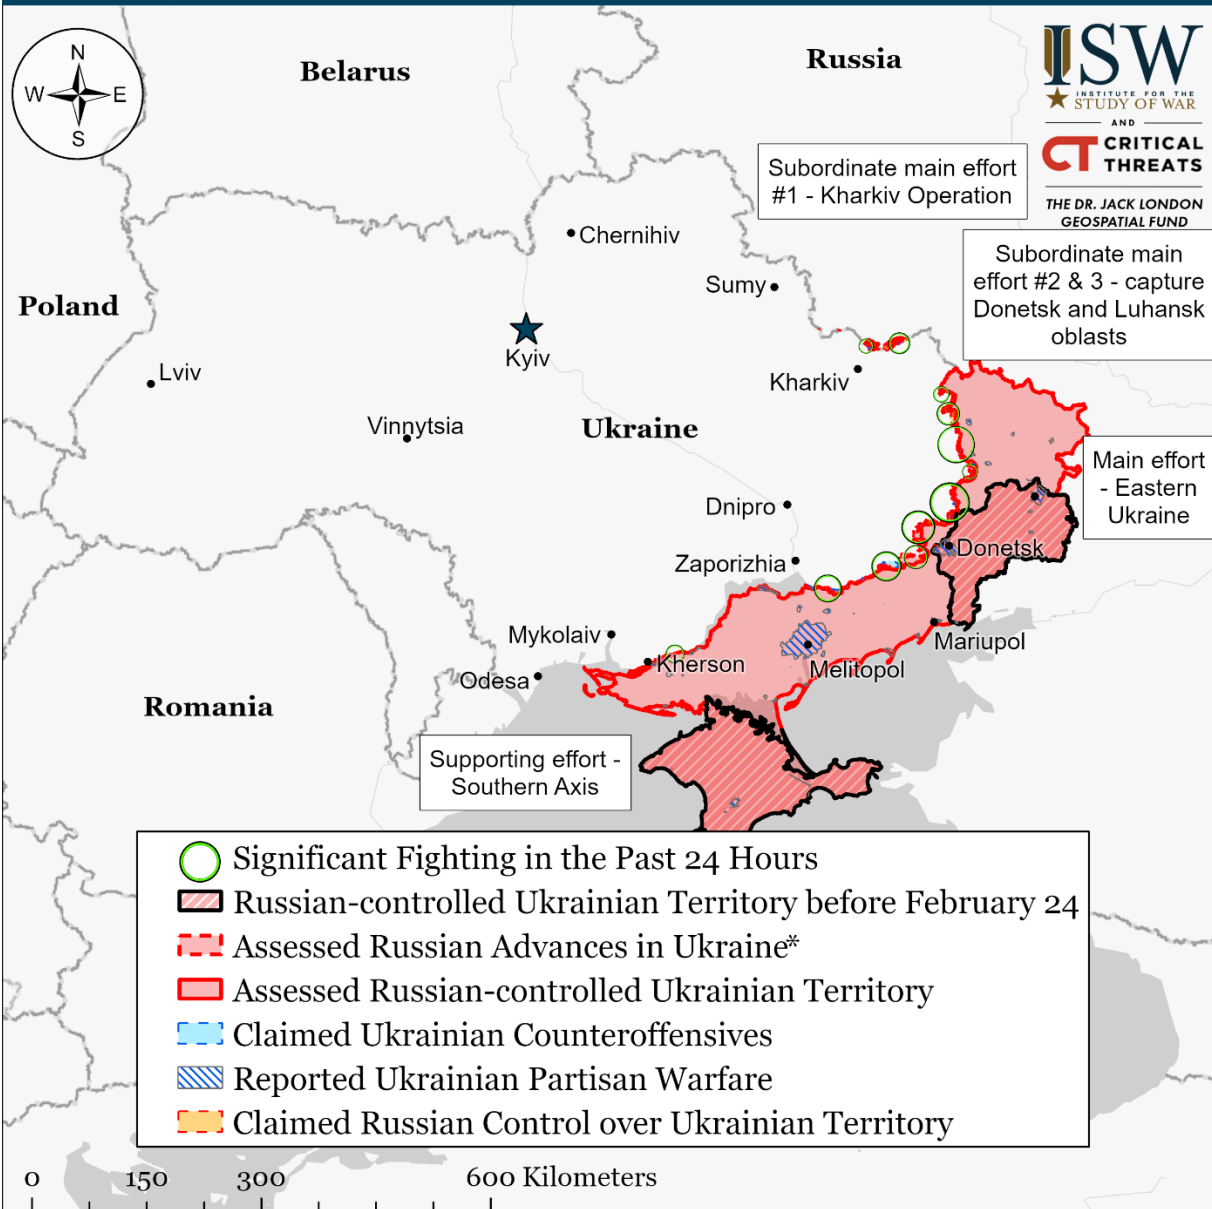 N
W
E
S
Belarus
Russia
ISW
INSTITUTE FOR THE
STUDY OF WAR
AND
CT CRITICAL
THREATS
THE DR. JACK LONDON
GEOSPATIAL FUND
Subordinate main effort
#1 - Kharkiv Operation
Subordinate main
effort #2 & 3 - capture
Donetsk and Luhansk
oblasts
Chernihiv
Sumy
Poland
Kyiv
Lviv
Kharkiv
Vinnytsia
Ukraine
Main effort
- Eastern
Ukraine
Dnipro
Donetsk
Zaporizhia
Mykolaiv
Mariupol
Kherson
Melitopol
Odesa
Romania
Supporting effort -
Southern Axis
Significant Fighting in the Past 24 Hours
Russian-controlled Ukrainian Territory before February 24
Assessed Russian Advances in Ukraine*
Assessed Russian-controlled Ukrainian Territory
Claimed Ukrainian Counteroffensives
Reported Ukrainian Partisan Warfare
Claimed Russian Control over Ukrainian Territory
0 150 300 600 Kilometers